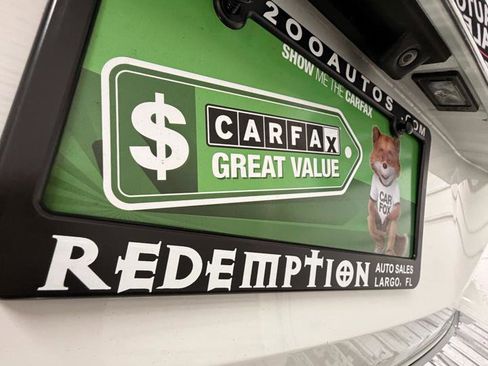 200AUTOS.COM
SHOW ME THE CARFAX
$ CARFAX
GREAT VALUE
CAR
FOX
REDEMPTION
AUTO SALES
LARGO, FL